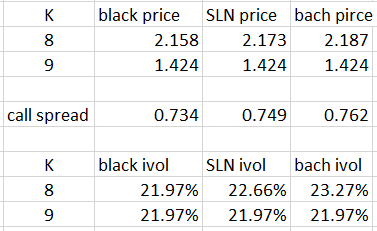 K black price SLN price bach pirce
8 2.158 2.173 2.187
9 1.424 1.424 1.424
call spread 0.734 0.749 0.762
K black ivol SLN ivol bach ivol
8 21.97% 22.66% 23.27%
9 21.97% 21.97% 21.97%